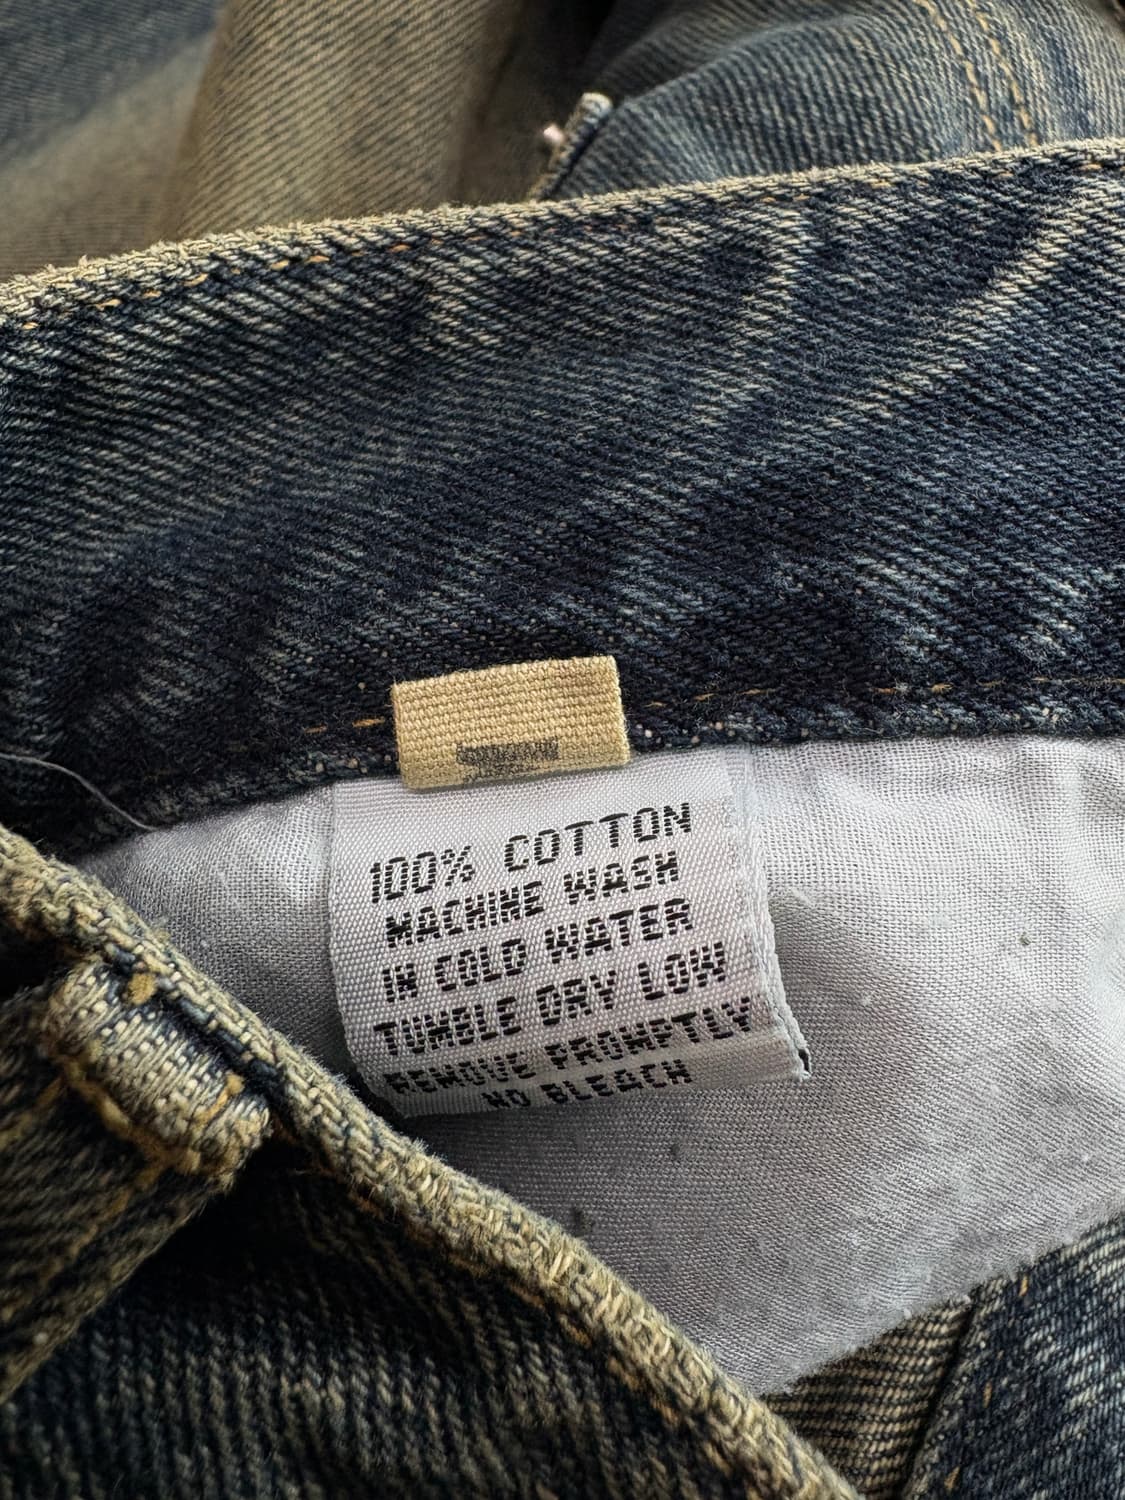 100% COTTON
MACHINE WASH
IN COLD WATER
TUMBLE DRY LOW
REMOVE PROMPTLY
NO BLEACH